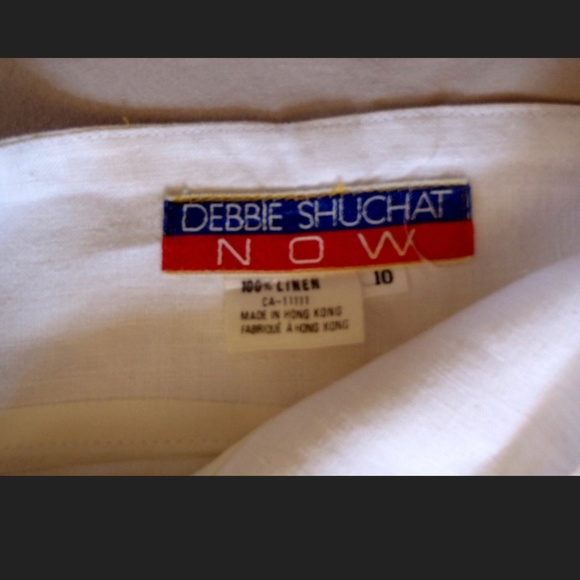 DEBBIE SHUCHAT
NOW
100% LINEN
10
CA-11111
MADE IN HONG KONG
FABRIQUÉ À HONG KONG